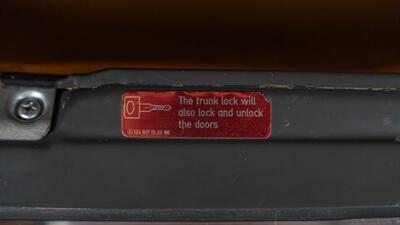 The trunk lock will
also lock and unlock
the doors
124 817 15 20